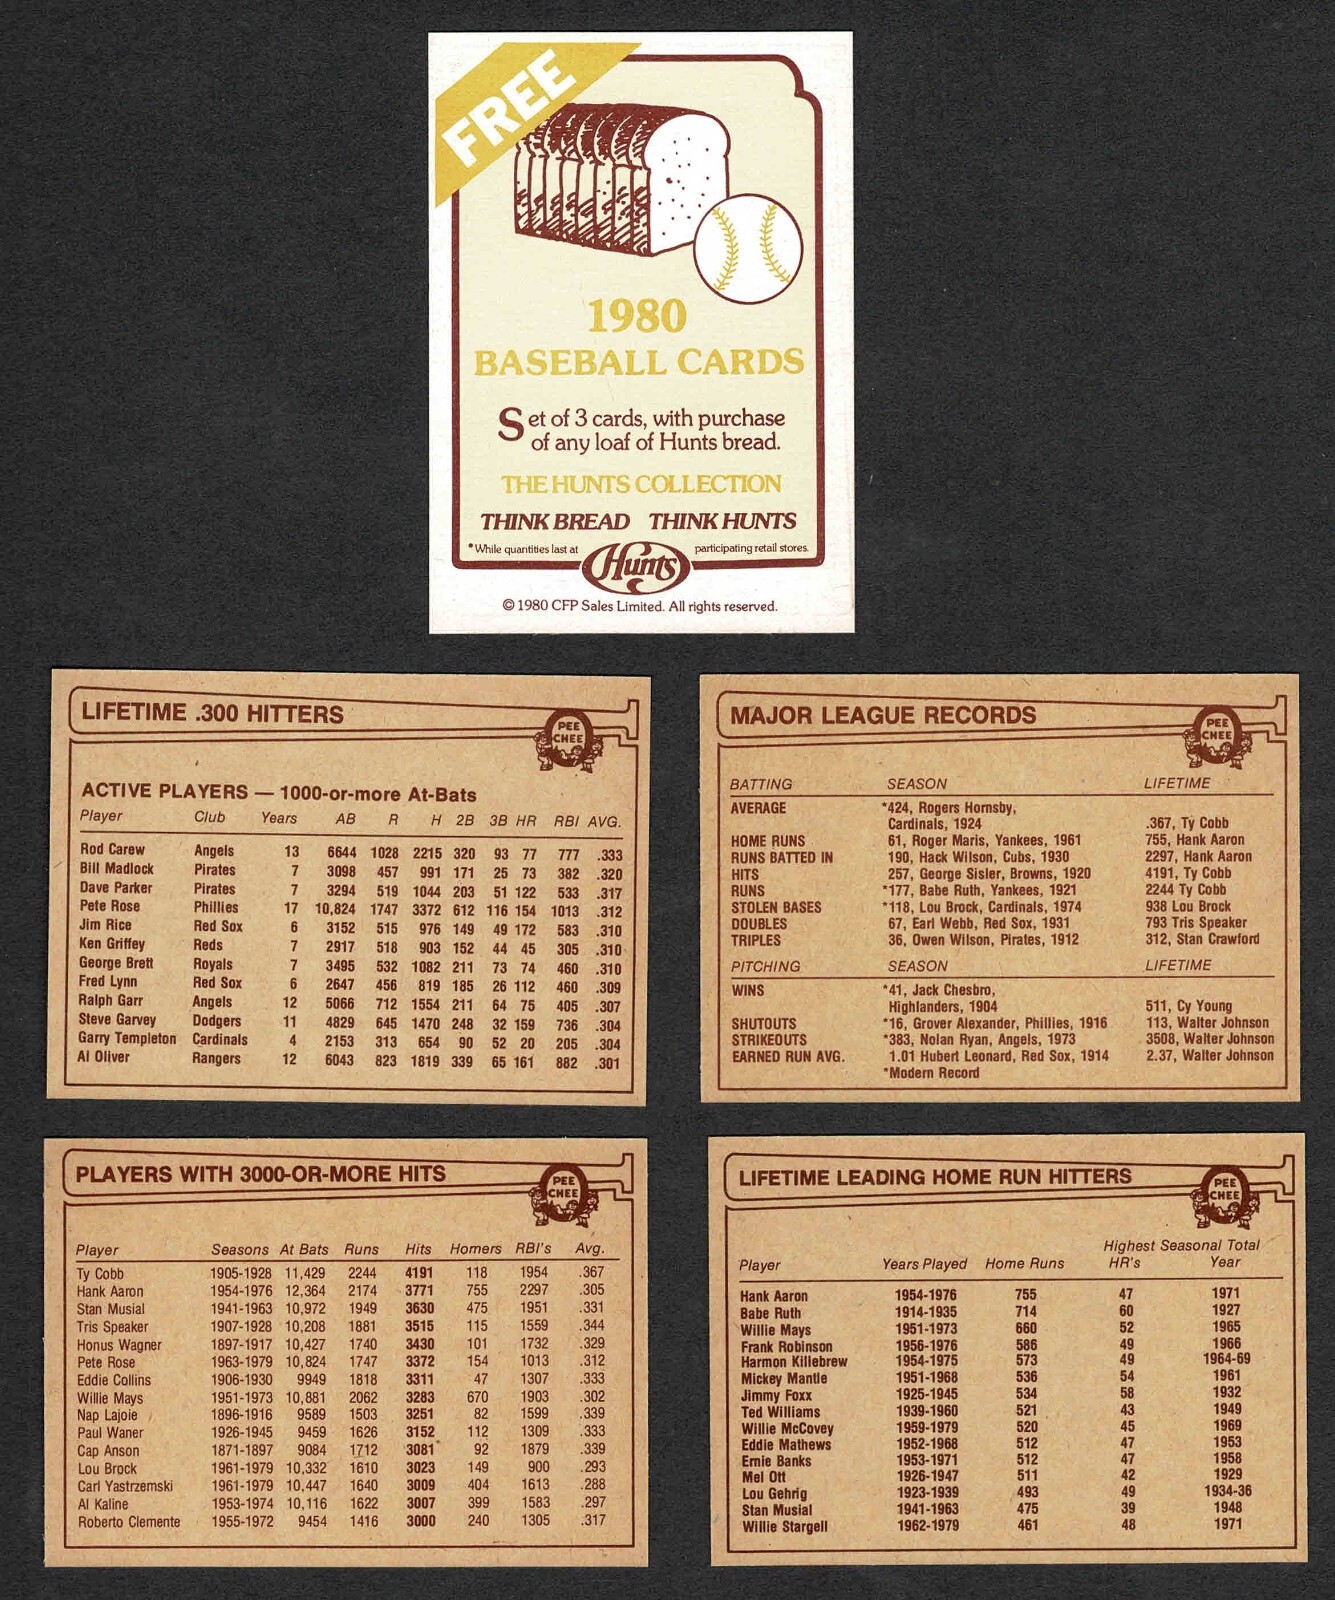 FREE
1980
BASEBALL CARDS
Set of 3 cards, with purchase
of any loaf of Hunts bread.
THE HUNTS COLLECTION
THINK BREAD THINK HUNTS
*While quantities last at participating retail stores.
Hunts
© 1980 CFP Sales Limited. All rights reserved.
LIFETIME .300 HITTERS
O PEE CHEE
ACTIVE PLAYERS — 1000-or-more At-Bats
Player Club Years AB R H 2B 3B HR RBI AVG.
Rod Carew Angels 13 6644 1028 2215 320 93 77 777 .333
Bill Madlock Pirates 7 3098 457 991 171 25 73 382 .320
Dave Parker Pirates 7 3294 519 1044 203 51 122 533 .317
Pete Rose Phillies 17 10,824 1747 3372 612 116 154 1013 .312
Jim Rice Red Sox 6 3152 515 976 149 49 172 583 .310
Ken Griffey Reds 7 2917 518 903 152 44 45 305 .310
George Brett Royals 7 3495 532 1082 211 73 74 460 .310
Fred Lynn Red Sox 6 2647 456 819 185 26 112 460 .309
Ralph Garr Angels 12 5066 712 1554 211 64 75 405 .307
Steve Garvey Dodgers 11 4829 645 1470 248 32 159 736 .304
Garry Templeton Cardinals 4 2153 313 654 90 52 20 205 .304
Al Oliver Rangers 12 6043 823 1819 339 65 161 882 .301
MAJOR LEAGUE RECORDS
O PEE CHEE
BATTING SEASON LIFETIME
AVERAGE *424, Rogers Hornsby,
Cardinals, 1924 .367, Ty Cobb
HOME RUNS 61, Roger Maris, Yankees, 1961 755, Hank Aaron
RUNS BATTED IN 190, Hack Wilson, Cubs, 1930 2297, Hank Aaron
HITS 257, George Sisler, Browns, 1920 4191, Ty Cobb
RUNS *177, Babe Ruth, Yankees, 1921 2244 Ty Cobb
STOLEN BASES *118, Lou Brock, Cardinals, 1974 938 Lou Brock
DOUBLES 67, Earl Webb, Red Sox, 1931 793 Tris Speaker
TRIPLES 36, Owen Wilson, Pirates, 1912 312, Stan Crawford
PITCHING SEASON LIFETIME
WINS *41, Jack Chesbro,
Highlanders, 1904 511, Cy Young
SHUTOUTS *16, Grover Alexander, Phillies, 1916 113, Walter Johnson
STRIKEOUTS *383, Nolan Ryan, Angels, 1973 3508, Walter Johnson
EARNED RUN AVG. 1.01 Hubert Leonard, Red Sox, 1914 2.37, Walter Johnson
*Modern Record
PLAYERS WITH 3000-OR-MORE HITS
O PEE CHEE
Player Seasons At Bats Runs Hits Homers RBI's Avg.
Ty Cobb 1905-1928 11,429 2244 4191 118 1954 .367
Hank Aaron 1954-1976 12,364 2174 3771 755 2297 .305
Stan Musial 1941-1963 10,972 1949 3630 475 1951 .331
Tris Speaker 1907-1928 10,208 1881 3515 115 1559 .344
Honus Wagner 1897-1917 10,427 1740 3430 101 1732 .329
Pete Rose 1963-1979 10,824 1747 3372 154 1013 .312
Eddie Collins 1906-1930 9949 1818 3311 47 1307 .333
Willie Mays 1951-1973 10,881 2062 3283 670 1903 .302
Nap Lajoie 1896-1916 9589 1503 3251 82 1599 .339
Paul Waner 1926-1945 9459 1626 3152 112 1309 .333
Cap Anson 1871-1897 9084 1712 3081 92 1879 .339
Lou Brock 1961-1979 10,332 1610 3023 149 900 .293
Carl Yastrzemski 1961-1979 10,447 1640 3009 404 1613 .288
Al Kaline 1953-1974 10,116 1622 3007 399 1583 .297
Roberto Clemente 1955-1972 9454 1416 3000 240 1305 .317
LIFETIME LEADING HOME RUN HITTERS
O PEE CHEE
Highest Seasonal Total
Player Years Played Home Runs HR's Year
Hank Aaron 1954-1976 755 47 1971
Babe Ruth 1914-1935 714 60 1927
Willie Mays 1951-1973 660 52 1965
Frank Robinson 1956-1976 586 49 1966
Harmon Killebrew 1954-1975 573 49 1964-69
Mickey Mantle 1951-1968 536 54 1961
Jimmy Foxx 1925-1945 534 58 1932
Ted Williams 1939-1960 521 43 1949
Willie McCovey 1959-1979 520 45 1969
Eddie Mathews 1952-1968 512 47 1953
Ernie Banks 1953-1971 512 47 1958
Mel Ott 1926-1947 511 42 1929
Lou Gehrig 1923-1939 493 49 1934-36
Stan Musial 1941-1963 475 39 1948
Willie Stargell 1962-1979 461 48 1971